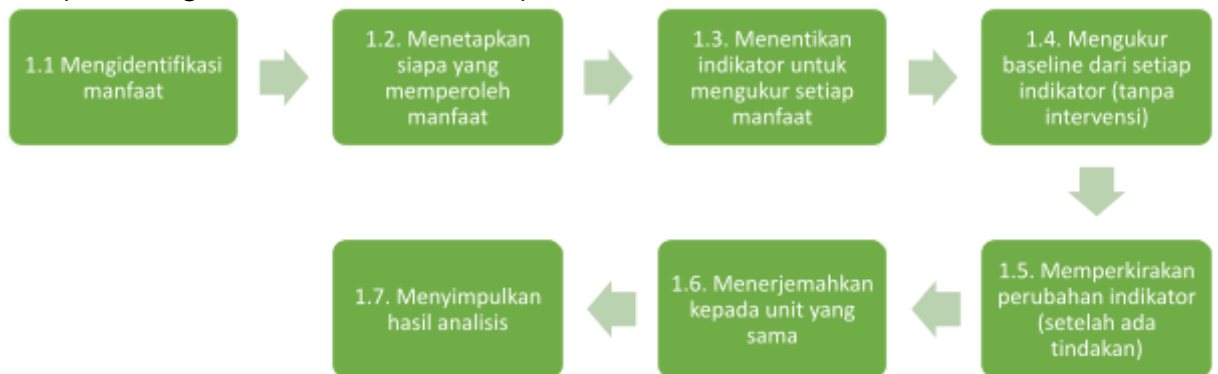 1.1 Mengidentifikasi
manfaat
1.2. Menetapkan
siapa yang
memperoleh
manfaat
1.3. Menentikan
indikator untuk
mengukur setiap
manfaat
1.4. Mengukur
baseline dari setiap
indikator (tanpa
intervensi)
1.5. Memperkirakan
perubahan indikator
(setelah ada
tindakan)
1.6. Menerjemahkan
kepada unit yang
sama
1.7. Menyimpulkan
hasil analisis